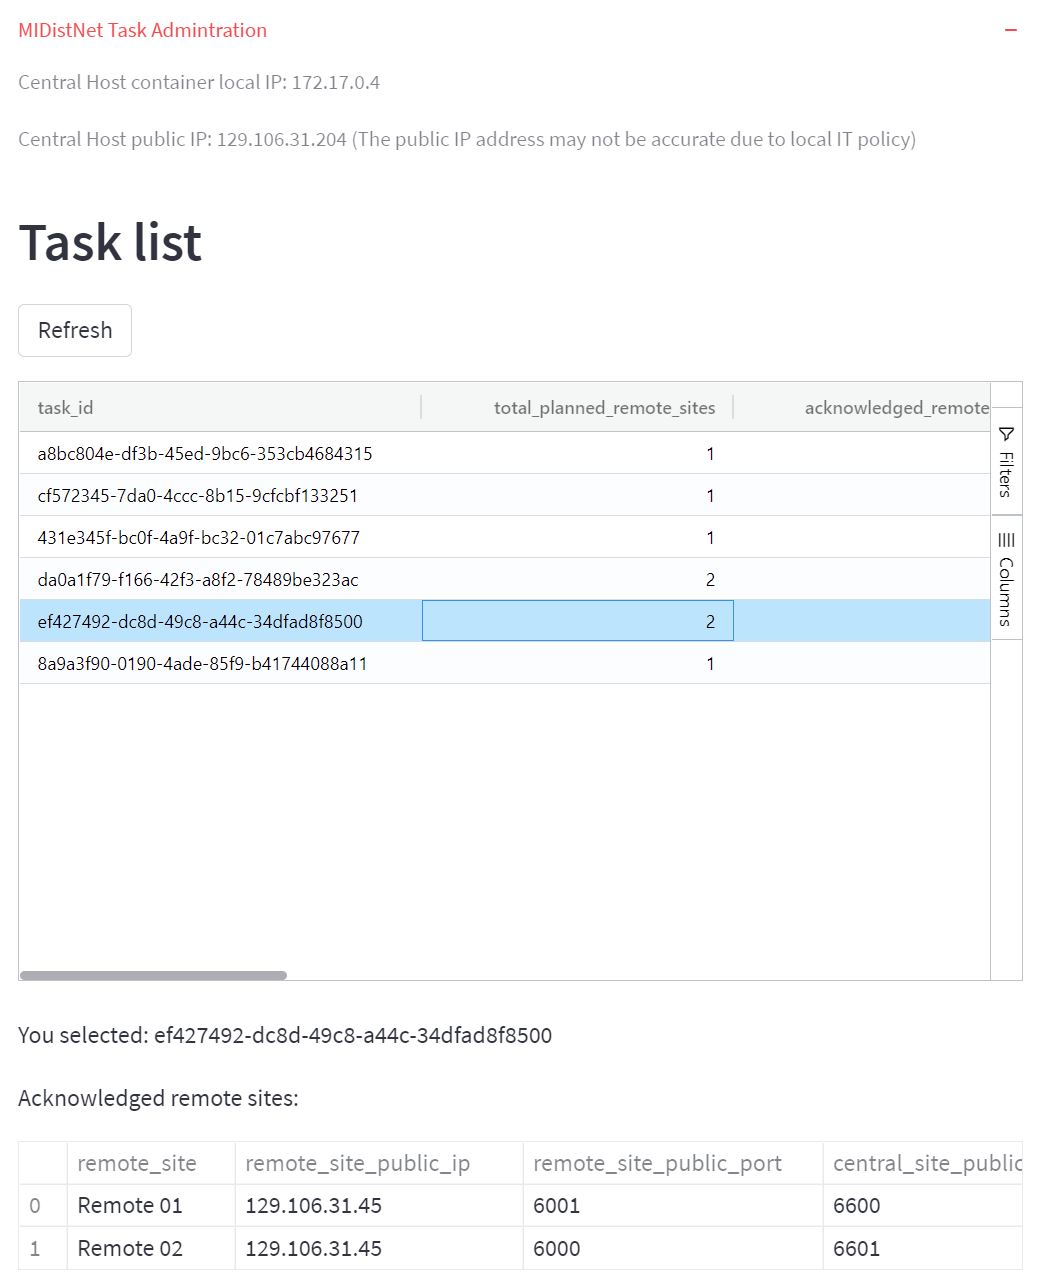 MIDistNet Task Admintration
Central Host container local IP: 172.17.0.4
Central Host public IP: 129.106.31.204 (The public IP address may not be accurate due to local IT policy)
Task list
Refresh
task_id total_planned_remote_sites acknowledged_remote
a8bc804e-df3b-45ed-9bc6-353cb4684315 1
cf572345-7da0-4ccc-8b15-9cfcbf133251 1
431e345f-bc0f-4a9f-bc32-01c7abc97677 1
da0a1f79-f166-42f3-a8f2-78489be323ac 2
ef427492-dc8d-49c8-a44c-34dfad8f8500 2
8a9a3f90-0190-4ade-85f9-b41744088a11 1
Filters
Columns
You selected: ef427492-dc8d-49c8-a44c-34dfad8f8500
Acknowledged remote sites:
remote_site remote_site_public_ip remote_site_public_port central_site_public
0 Remote 01 129.106.31.45 6001 6600
1 Remote 02 129.106.31.45 6000 6601